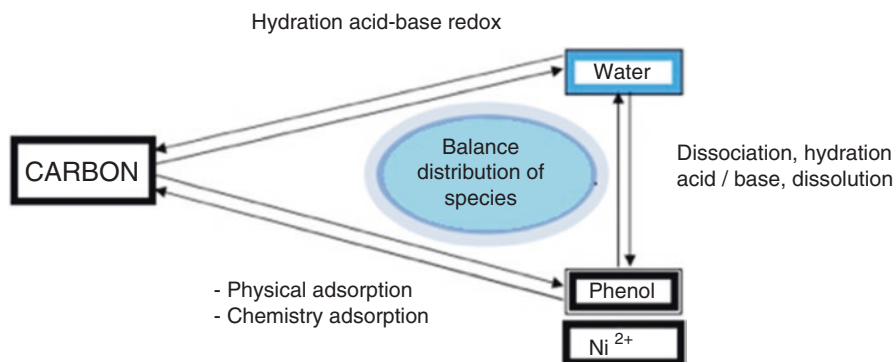 Hydration acid-base redox
Water
CARBON
Balance
distribution of
species
Dissociation, hydration
acid / base, dissolution
- Physical adsorption
- Chemistry adsorption
Phenol
Ni 2+